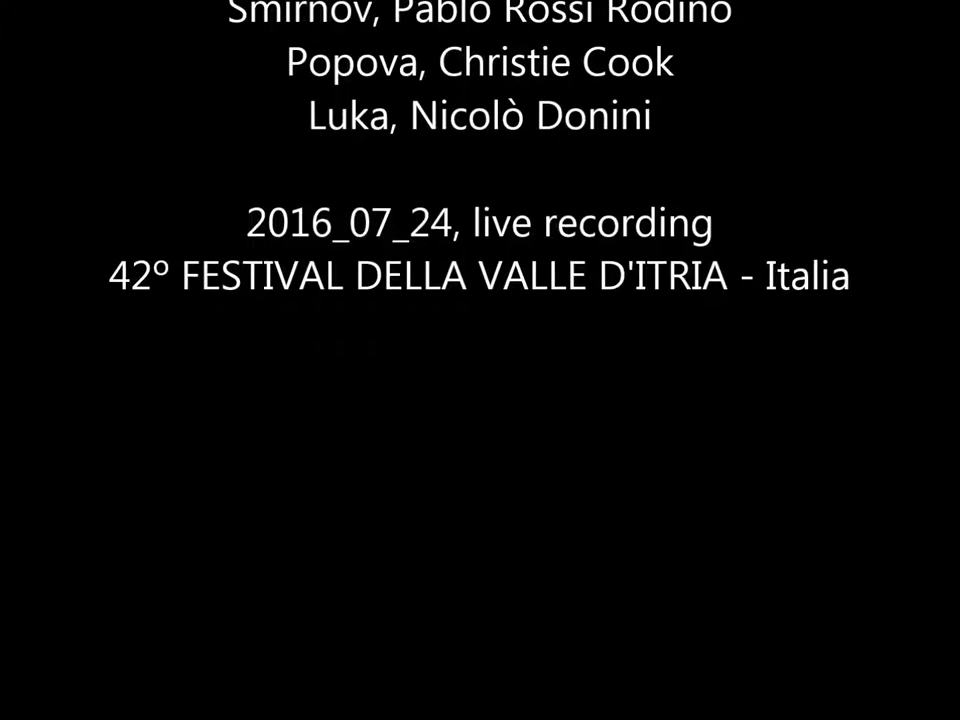 Smirnov, Pablo Rossi Rodino
Popova, Christie Cook
Luka, Nicolò Donini
2016_07_24, live recording
42º FESTIVAL DELLA VALLE D'ITRIA - Italia